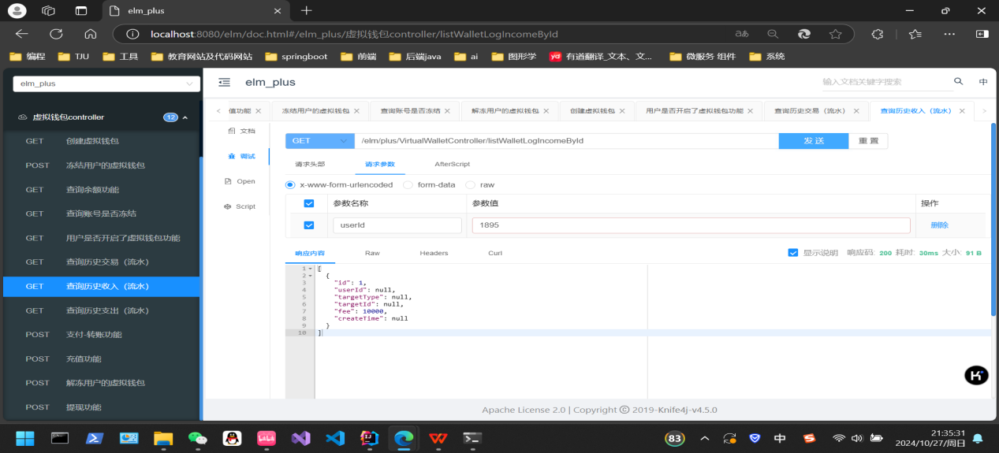 elm_plus
localhost:8080/elm/doc.html#/elm_plus/虚拟钱包controller/listWalletLogIncomeById
编程 TJU 工具 教育网站及代码网站 springboot 前端 后端java ai 图形学 有道翻译_文本、文... 微服务 组件 系统
elm_plus
elm_plus
输入文档关键字搜索 中
虚拟钱包controller 12
值功能 冻结用户的虚拟钱包 查询账号是否冻结 解冻用户的虚拟钱包 创建虚拟钱包 用户是否开启了虚拟钱包功能 查询历史交易（流水） 查询历史收入（流水）
GET 创建虚拟钱包
POST 冻结用户的虚拟钱包
GET 查询余额功能
GET 查询账号是否冻结
GET 用户是否开启了虚拟钱包功能
GET 查询历史交易（流水）
GET 查询历史收入（流水）
GET 查询历史支出（流水）
POST 支付-转账功能
POST 充值功能
POST 解冻用户的虚拟钱包
POST 提现功能
文档
调试
Open
Script
GET /elm/plus/VirtualWalletController/listWalletLogIncomeById 发 送 重 置
请求头部 请求参数 AfterScript
x-www-form-urlencoded form-data raw
参数名称 参数值 操作
userId 1895 删除
响应内容 Raw Headers Curl 显示说明 响应码: 200 耗时: 30ms 大小: 91 B
1 [
2 {
3 "id": 1,
4 "userId": null,
5 "targetType": null,
6 "targetId": null,
7 "fee": 10000,
8 "createTime": null
9 }
10 ]
Apache License 2.0 | Copyright © 2019-Knife4j-v4.5.0
83 中 21:35:31
2024/10/27/周日